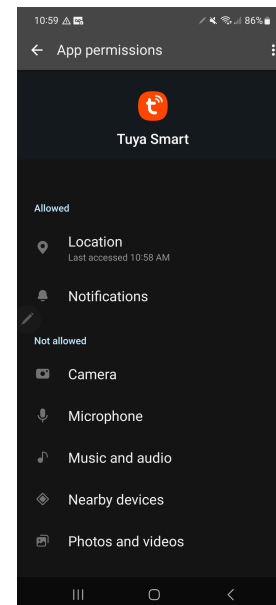 10:59 86%
App permissions
Tuya Smart
Allowed
Location
Last accessed 10:58 AM
Notifications
Not allowed
Camera
Microphone
Music and audio
Nearby devices
Photos and videos